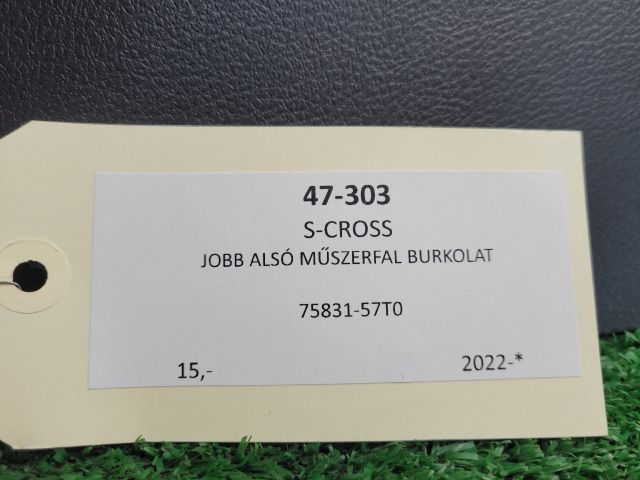 47-303
S-CROSS
JOBB ALSÓ MŰSZERFAL BURKOLAT
75831-57T0
15,- 2022-*